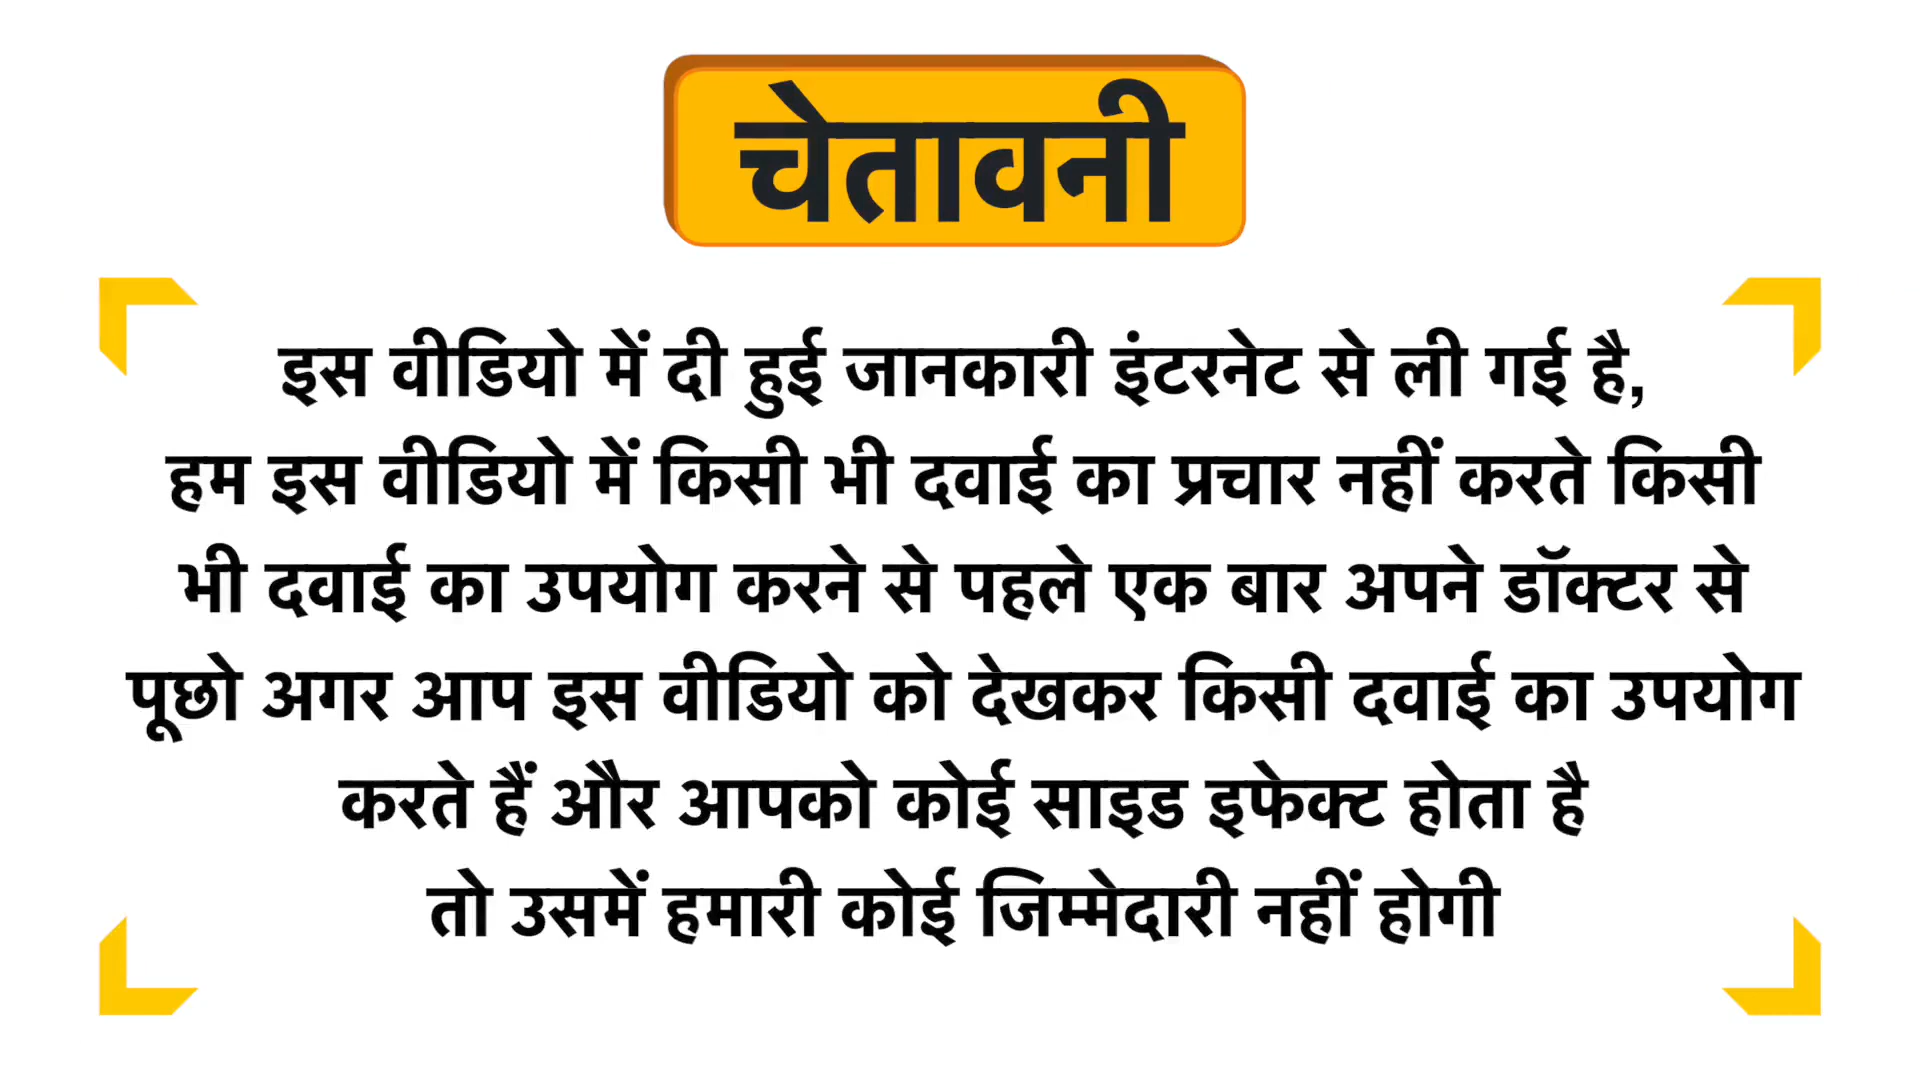 चेतावनी
इस वीडियो में दी हुई जानकारी इंटरनेट से ली गई है,
हम इस वीडियो में किसी भी दवाई का प्रचार नहीं करते किसी
भी दवाई का उपयोग करने से पहले एक बार अपने डॉक्टर से
पूछो अगर आप इस वीडियो को देखकर किसी दवाई का उपयोग
करते हैं और आपको कोई साइड इफेक्ट होता है
तो उसमें हमारी कोई जिम्मेदारी नहीं होगी